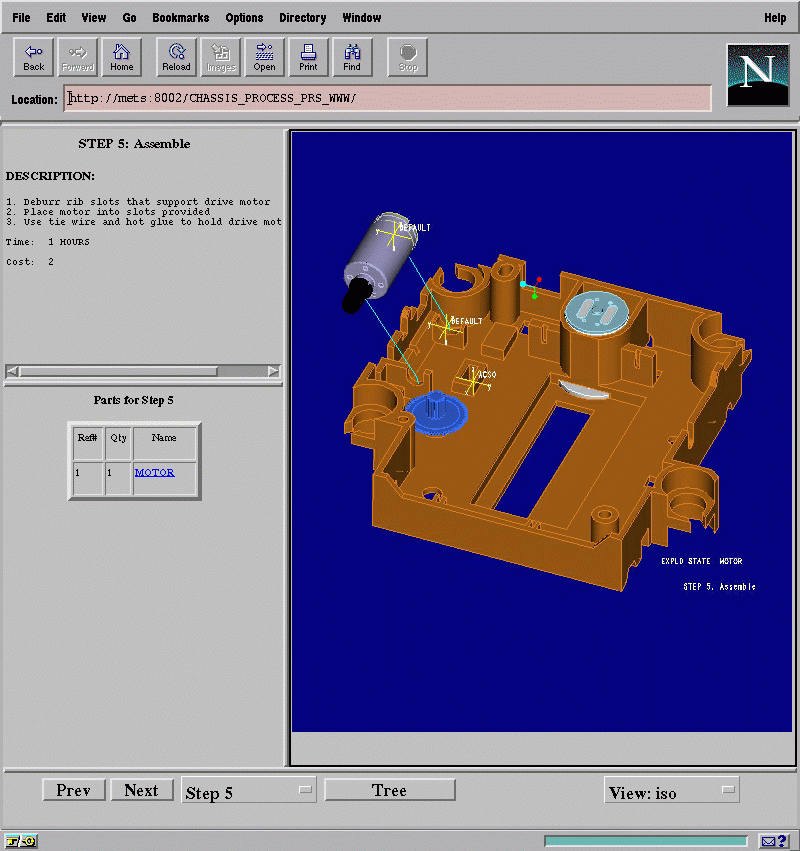 File Edit View Go Bookmarks Options Directory Window Help
Back Forward Home Reload Images Open Print Find Stop
Location: http://mets:8002/CHASSIS_PROCESS_PRS_WWW/
N
STEP 5: Assemble
DESCRIPTION:
1. Deburr rib slots that support drive motor
2. Place motor into slots provided
3. Use tie wire and hot glue to hold drive mot
Time: 1 HOURS
Cost: 2
Parts for Step 5
Ref# Qty Name
1 1 MOTOR
DEFAULT
y
DEFAULT
y
ACS0
y
EXPLD STATE MOTOR
STEP 5. Assemble
Prev Next Step 5 Tree View: iso
?